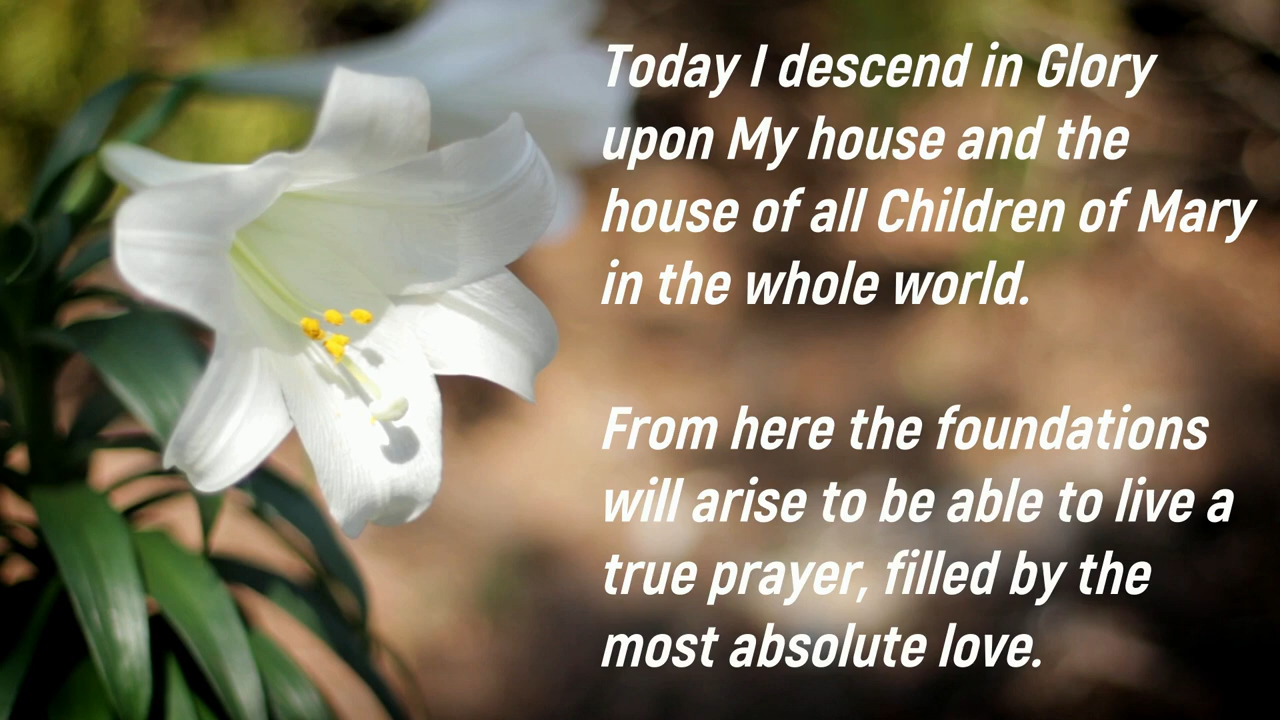 Today I descend in Glory
upon My house and the
house of all Children of Mary
in the whole world.
From here the foundations
will arise to be able to live a
true prayer, filled by the
most absolute love.